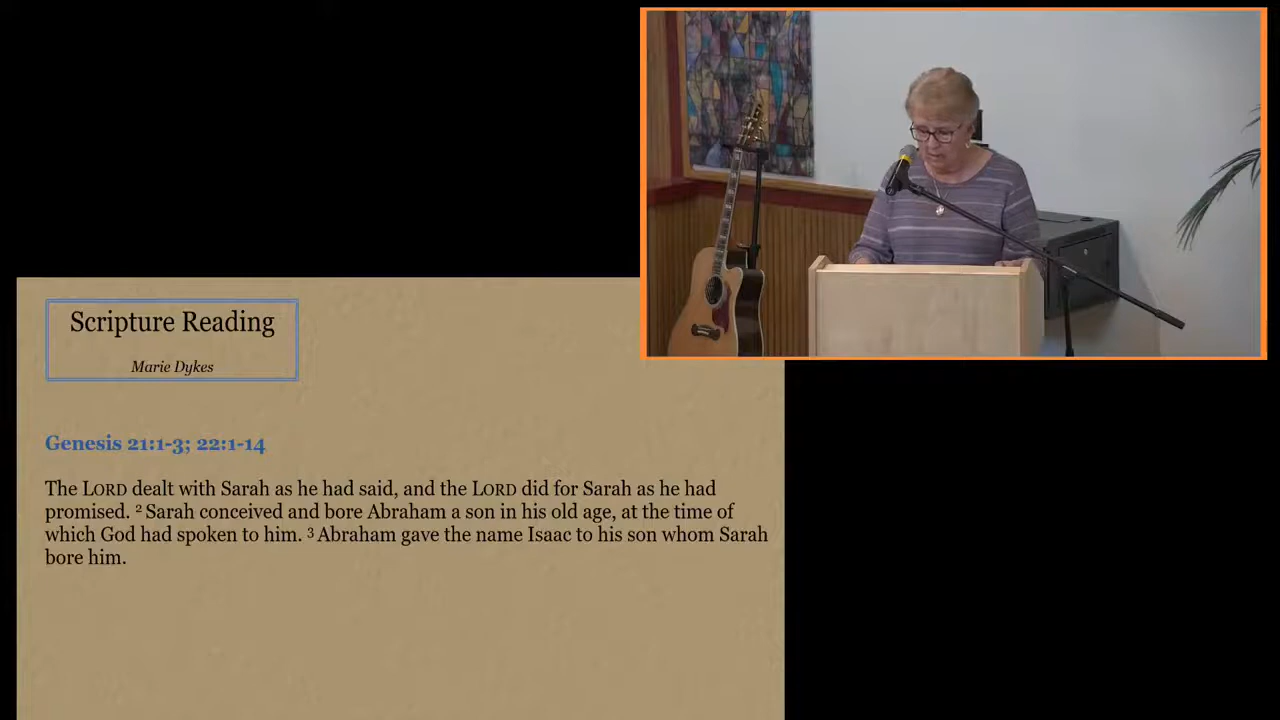 Scripture Reading
Marie Dykes
Genesis 21:1-3; 22:1-14
The LORD dealt with Sarah as he had said, and the LORD did for Sarah as he had
promised. ² Sarah conceived and bore Abraham a son in his old age, at the time of
which God had spoken to him. ³ Abraham gave the name Isaac to his son whom Sarah
bore him.